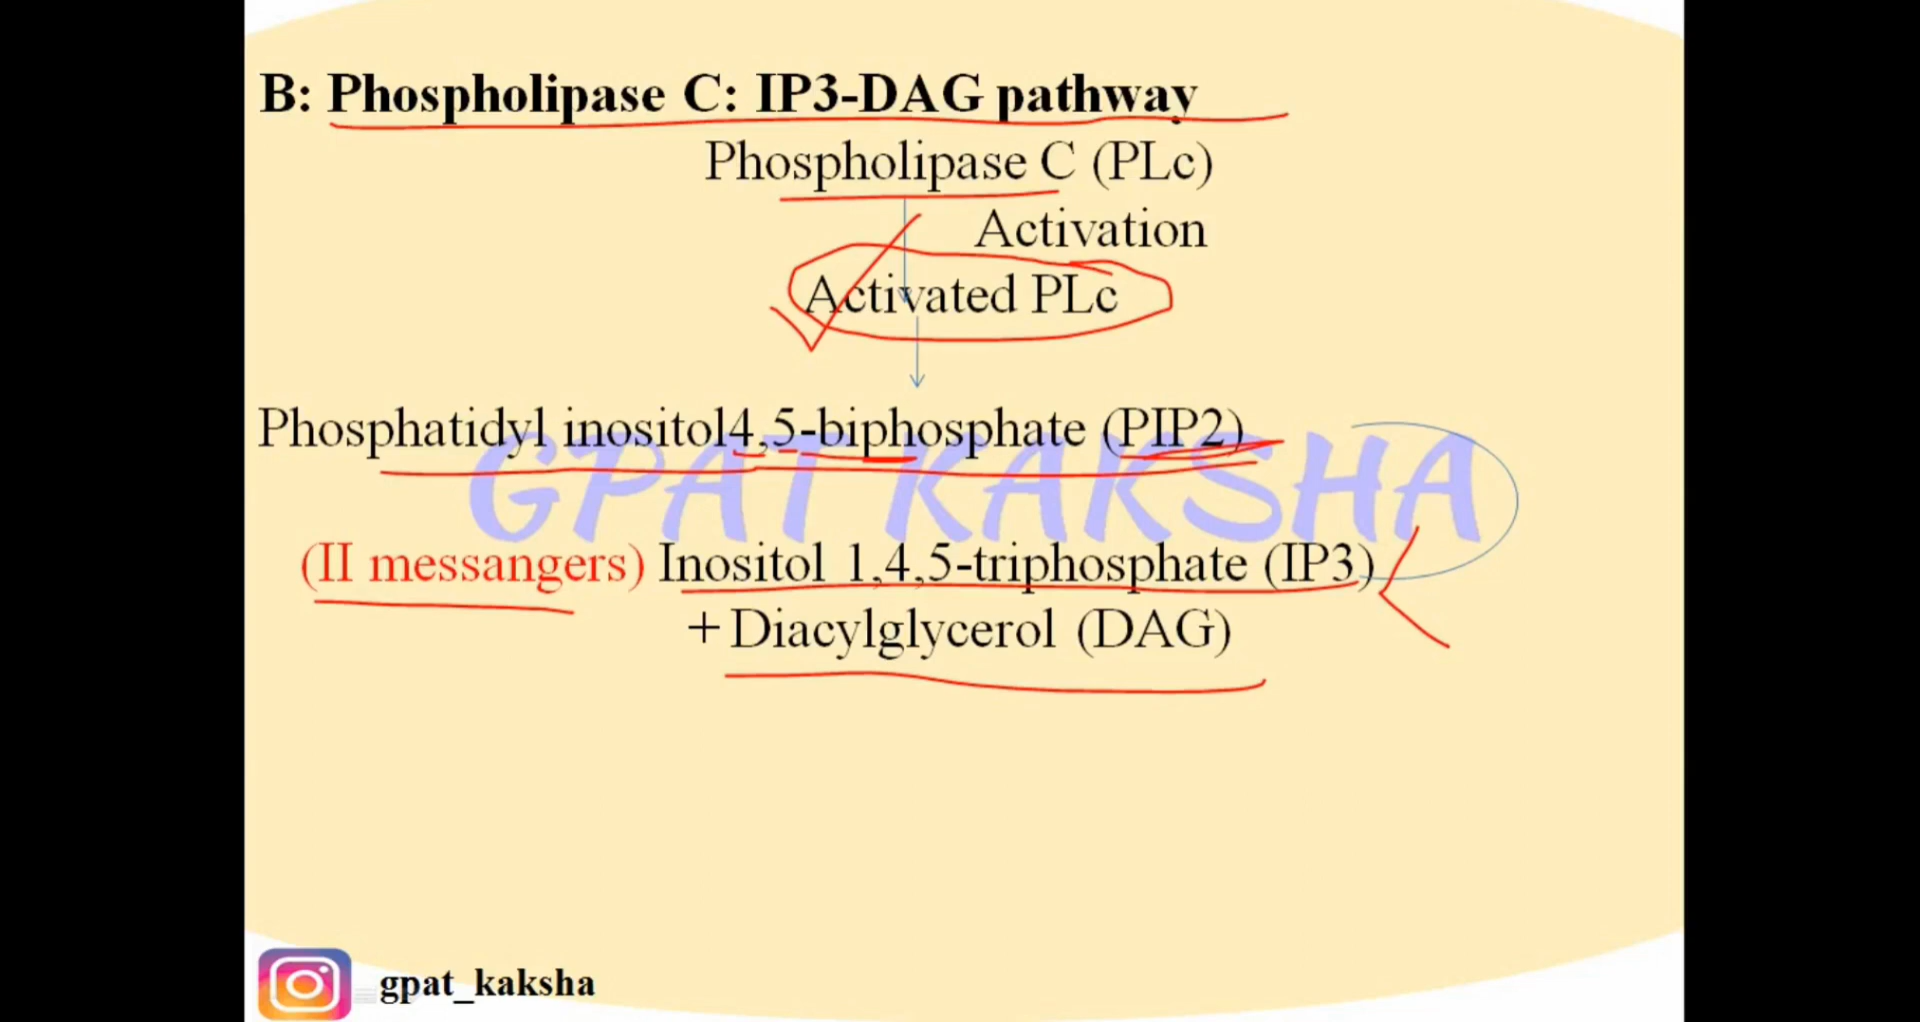 B: Phospholipase C: IP3-DAG pathway
Phospholipase C (PLc)
Activation
Activated PLc
Phosphatidyl inositol4,5-biphosphate (PIP2)
GPAT KAKSHA
(II messangers) Inositol 1,4,5-triphosphate (IP3)
+ Diacylglycerol (DAG)
gpat_kaksha